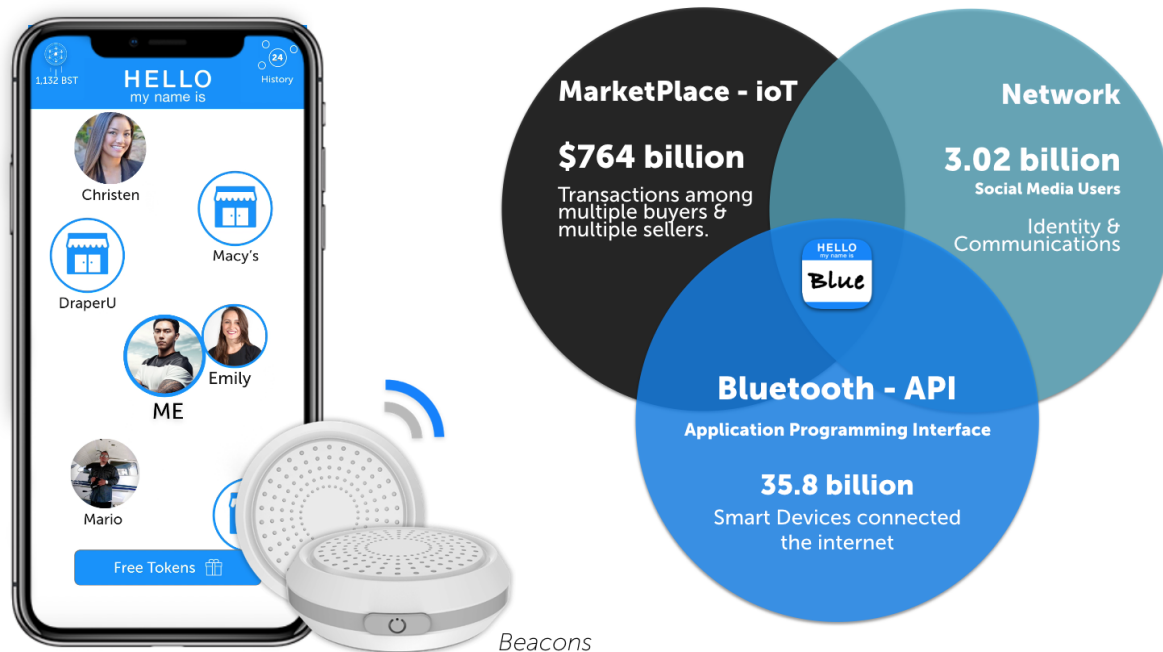 1,132 BST
HELLO
my name is
24
History
Christen
Macy's
DraperU
Emily
ME
Mario
Free Tokens
Beacons
MarketPlace - ioT
$764 billion
Transactions among
multiple buyers &
multiple sellers.
Network
3.02 billion
Social Media Users
Identity &
Communications
HELLO
my name is
Blue
Bluetooth - API
Application Programming Interface
35.8 billion
Smart Devices connected
the internet